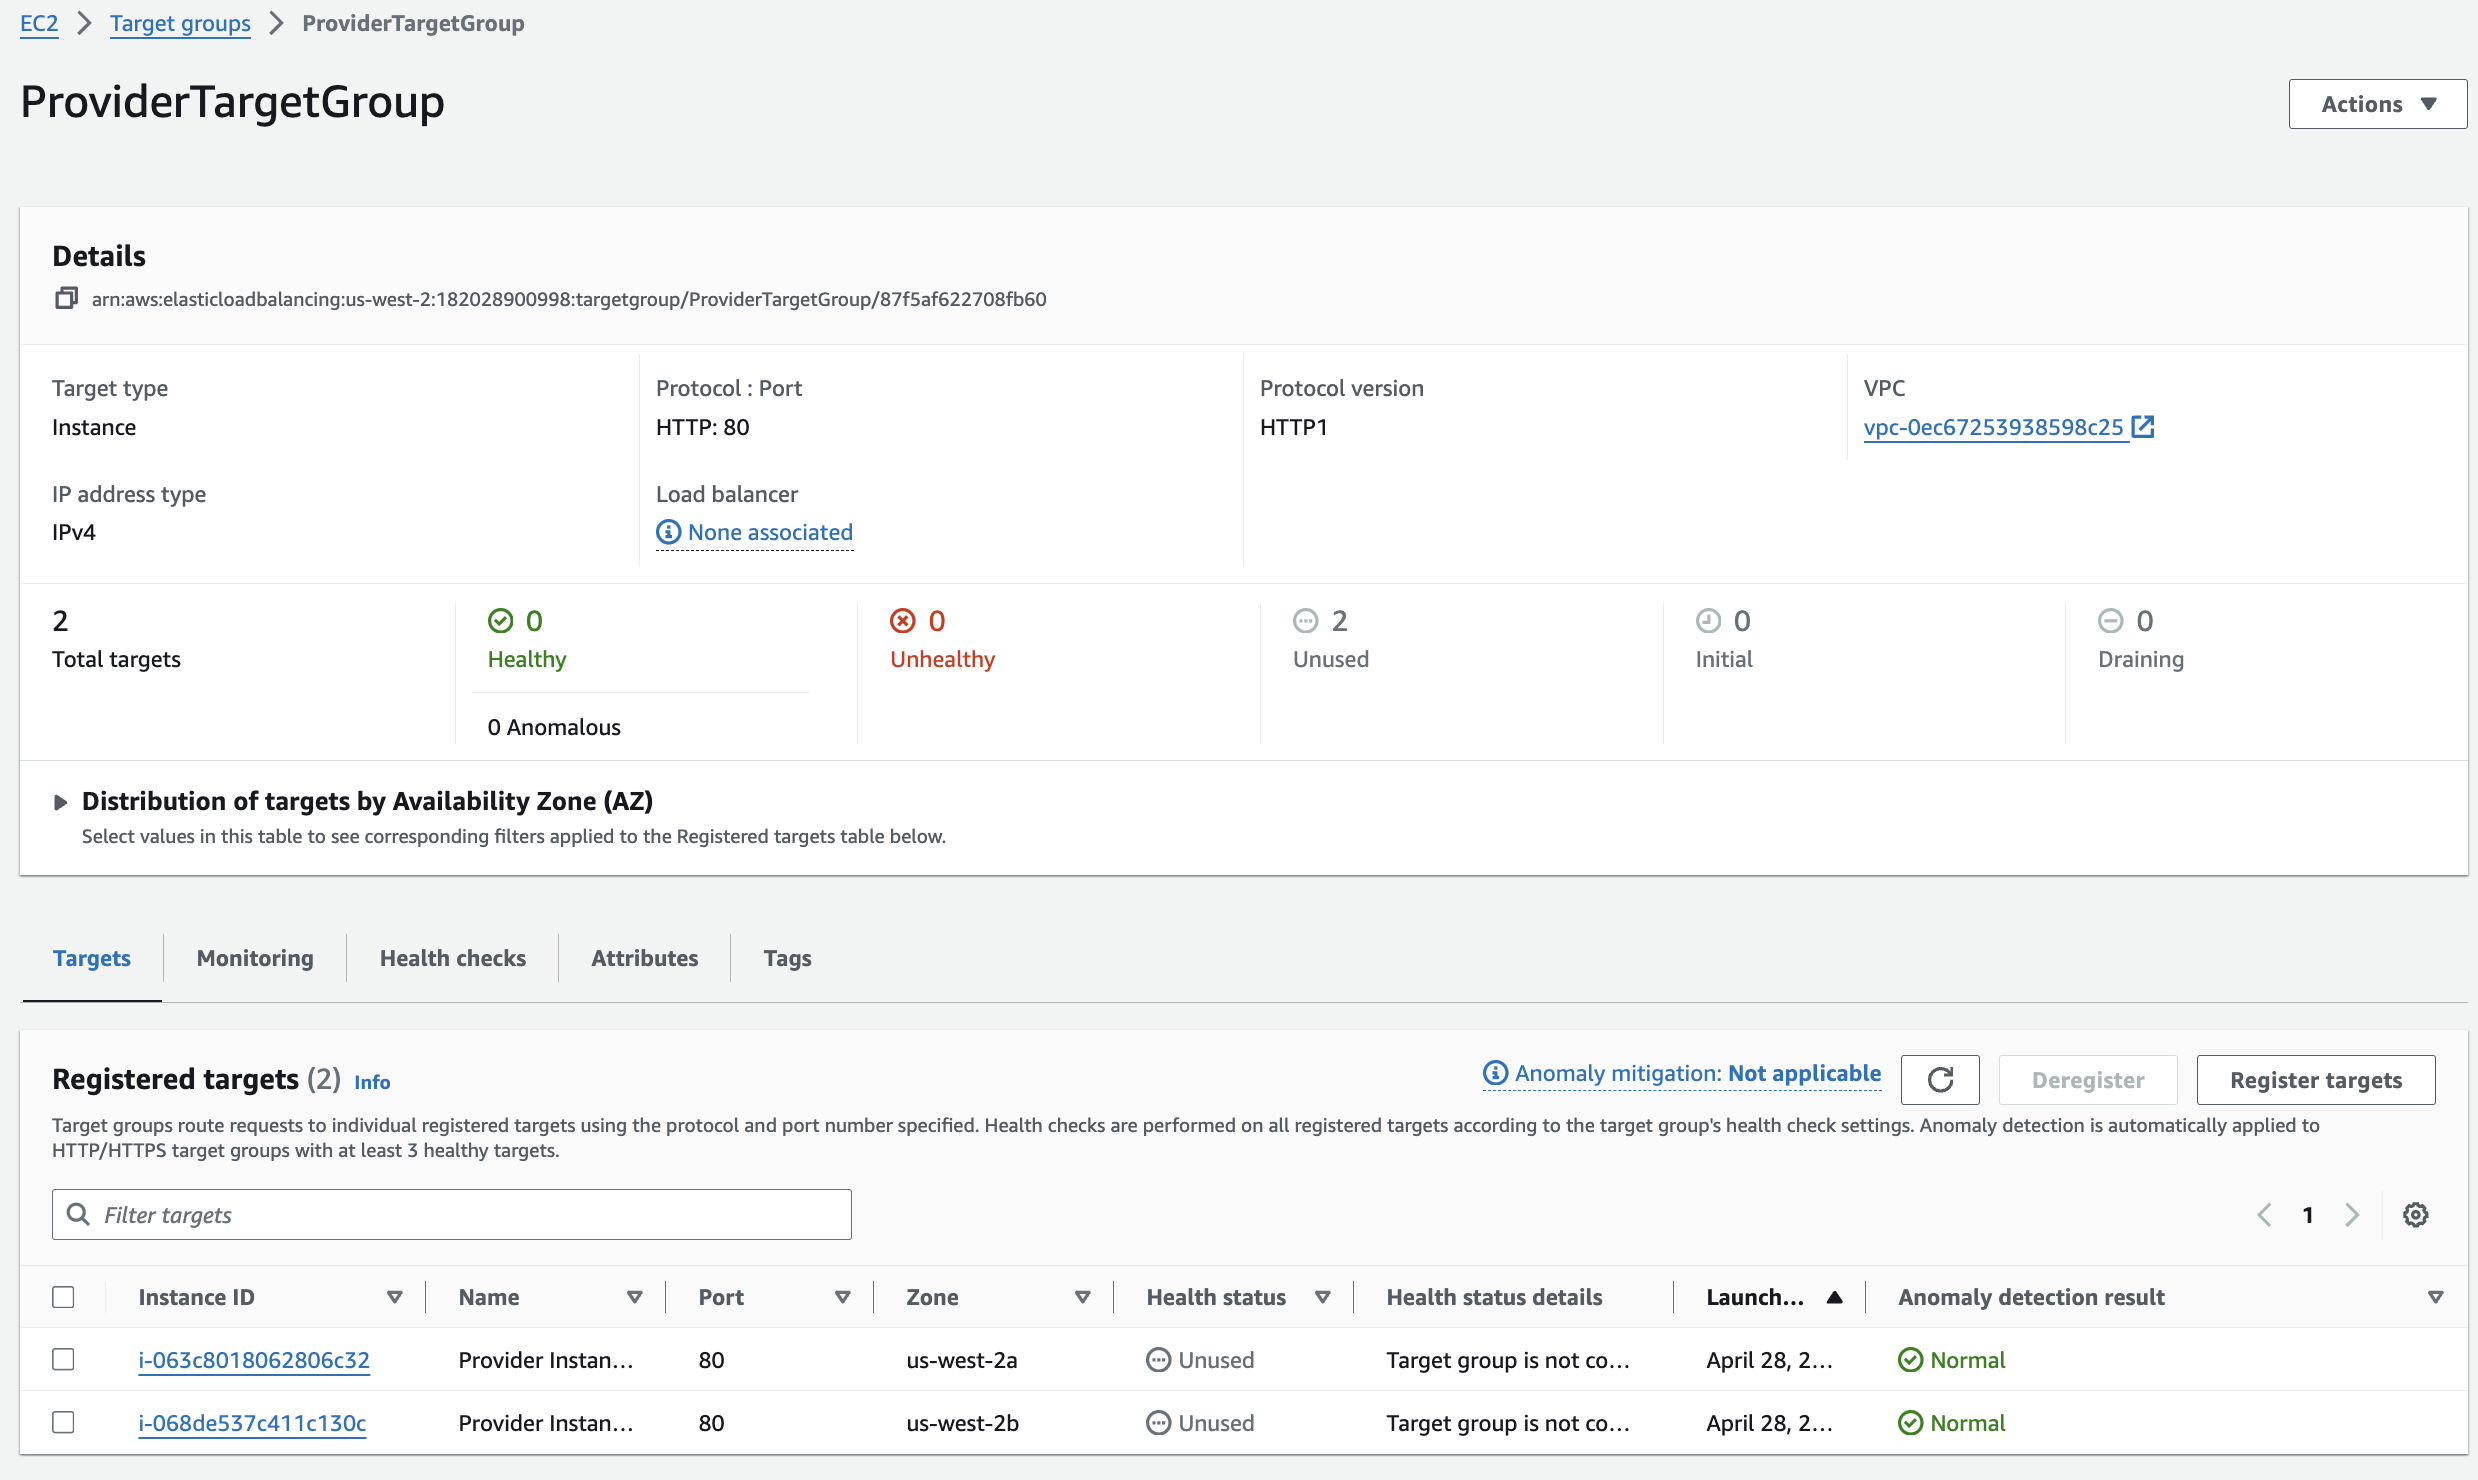 EC2 Target groups ProviderTargetGroup
ProviderTargetGroup
Actions
Details
arn:aws:elasticloadbalancing:us-west-2:182028900998:targetgroup/ProviderTargetGroup/87f5af622708fb60
Target type
Instance
Protocol : Port
HTTP: 80
Protocol version
HTTP1
VPC
vpc-0ec67253938598c25
IP address type
IPv4
Load balancer
None associated
2
Total targets
0
Healthy
0 Anomalous
0
Unhealthy
2
Unused
0
Initial
0
Draining
Distribution of targets by Availability Zone (AZ)
Select values in this table to see corresponding filters applied to the Registered targets table below.
Targets Monitoring Health checks Attributes Tags
Registered targets (2) Info
Anomaly mitigation: Not applicable
Deregister
Register targets
Target groups route requests to individual registered targets using the protocol and port number specified. Health checks are performed on all registered targets according to the target group's health check settings. Anomaly detection is automatically applied to
HTTP/HTTPS target groups with at least 3 healthy targets.
Filter targets
1
Instance ID Name Port Zone Health status Health status details Launch... Anomaly detection result
i-063c8018062806c32 Provider Instan... 80 us-west-2a Unused Target group is not co... April 28, 2... Normal
i-068de537c411c130c Provider Instan... 80 us-west-2b Unused Target group is not co... April 28, 2... Normal